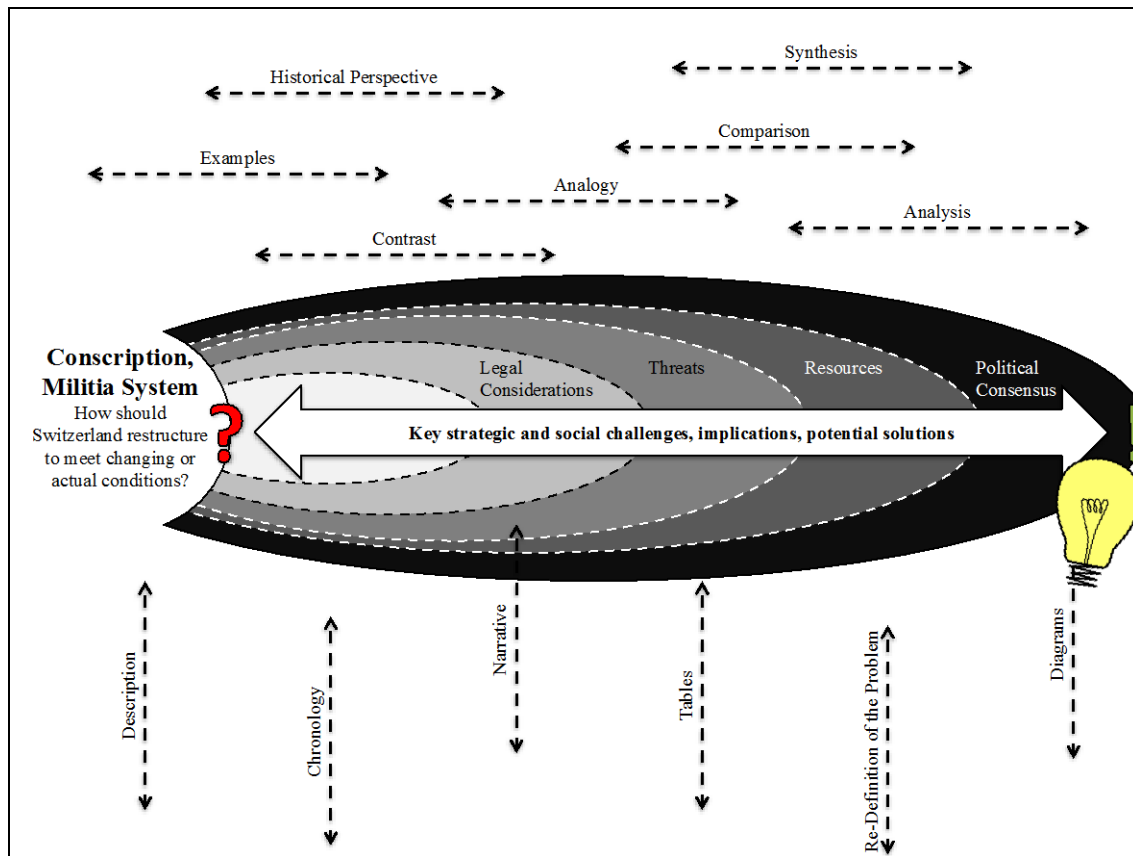 Synthesis
Historical Perspective
Comparison
Examples
Analogy
Analysis
Contrast
Conscription,
Militia System
How should
Switzerland restructure
to meet changing or
actual conditions?
?
Legal
Considerations
Threats
Resources
Political
Consensus
Key strategic and social challenges, implications, potential solutions
Description
Chronology
Narrative
Tables
Re-Definition of the Problem
Diagrams